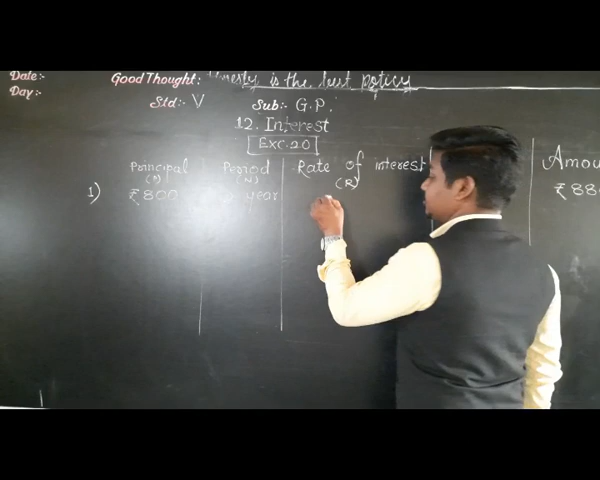 Date:-
Good Thought: Honesty is the best policy
Day:-
Std:- V Sub:- G.P.
12. Interest
Exc. 20
Principal Period Rate of interest Amou
(P) (N) (R)
1) ₹800 year ₹88